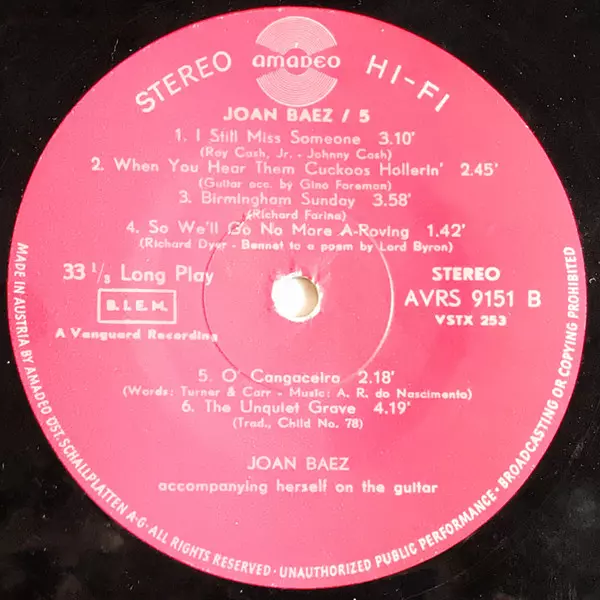 STEREO amadeo HI-FI
JOAN BAEZ / 5
1. I Still Miss Someone 3.10'
(Roy Cash, Jr. - Johnny Cash)
2. When You Hear Them Cuckoos Hollerin' 2.45'
(Guitar acc. by Gino Foreman)
3. Birmingham Sunday 3.58'
(Richard Farina)
4. So We'll Go No More A-Roving 1.42'
(Richard Dyer - Bennet to a poem by Lord Byron)
33 1/3 Long Play
STEREO
B.I.E.M.
AVRS 9151 B
VSTX 253
A Vanguard Recording
5. O' Cangaceira 2.18'
(Words: Turner & Carr - Music: A. R. do Nascimento)
6. The Unquiet Grave 4.19'
(Trad., Child No. 78)
JOAN BAEZ
accompanying herself on the guitar
MADE IN AUSTRIA BY AMADEO ÖST. SCHALLPLATTEN A·G· ALL RIGHTS RESERVED · UNAUTHORIZED PUBLIC PERFORMANCE · BROADCASTING OR COPYING PROHIBITED